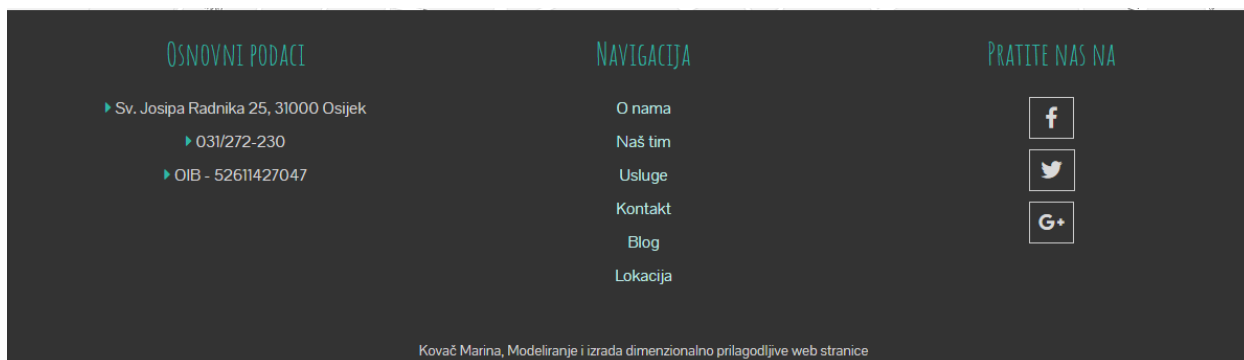 Osnovni podaci
Sv. Josipa Radnika 25, 31000 Osijek
031/272-230
OIB - 52611427047
Navigacija
O nama
Naš tim
Usluge
Kontakt
Blog
Lokacija
Pratite nas na
f
G+
Kovač Marina, Modeliranje i izrada dimenzionalno prilagodljive web stranice